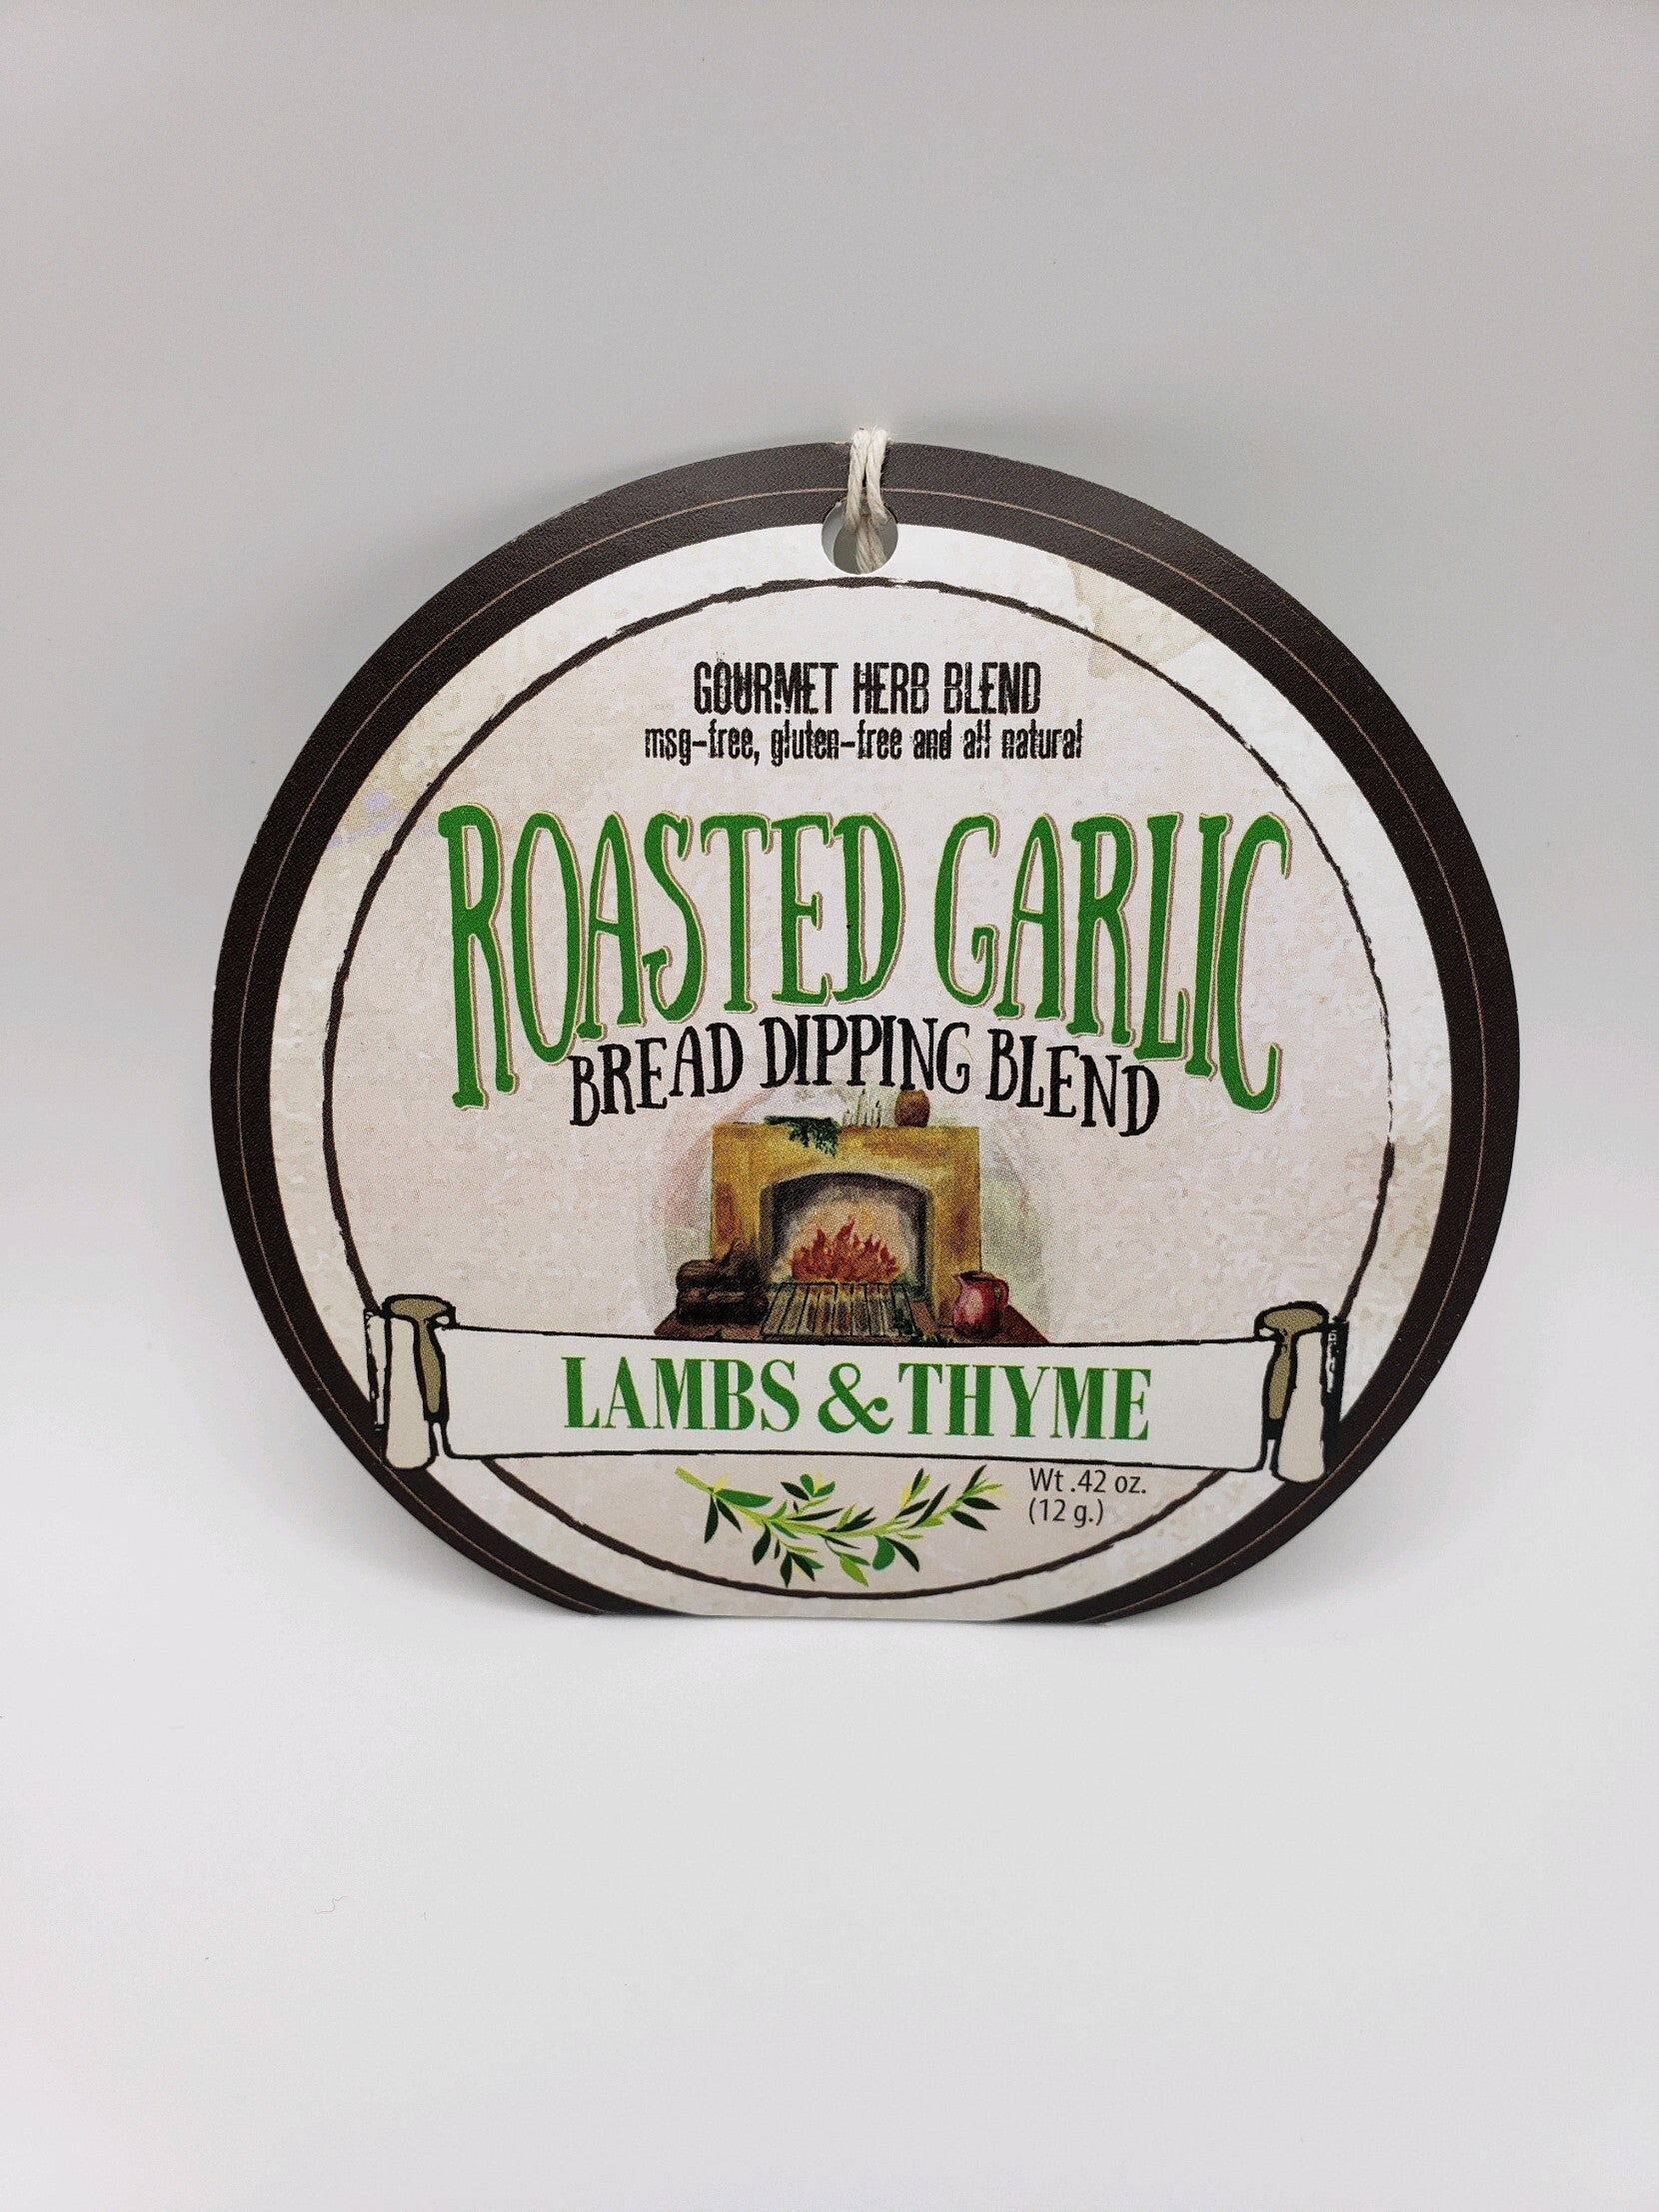 GOURMET HERB BLEND
msg-free, gluten-free and all natural
ROASTED GARLIC
BREAD DIPPING BLEND
LAMBS & THYME
Wt .42 oz.
(12 g.)